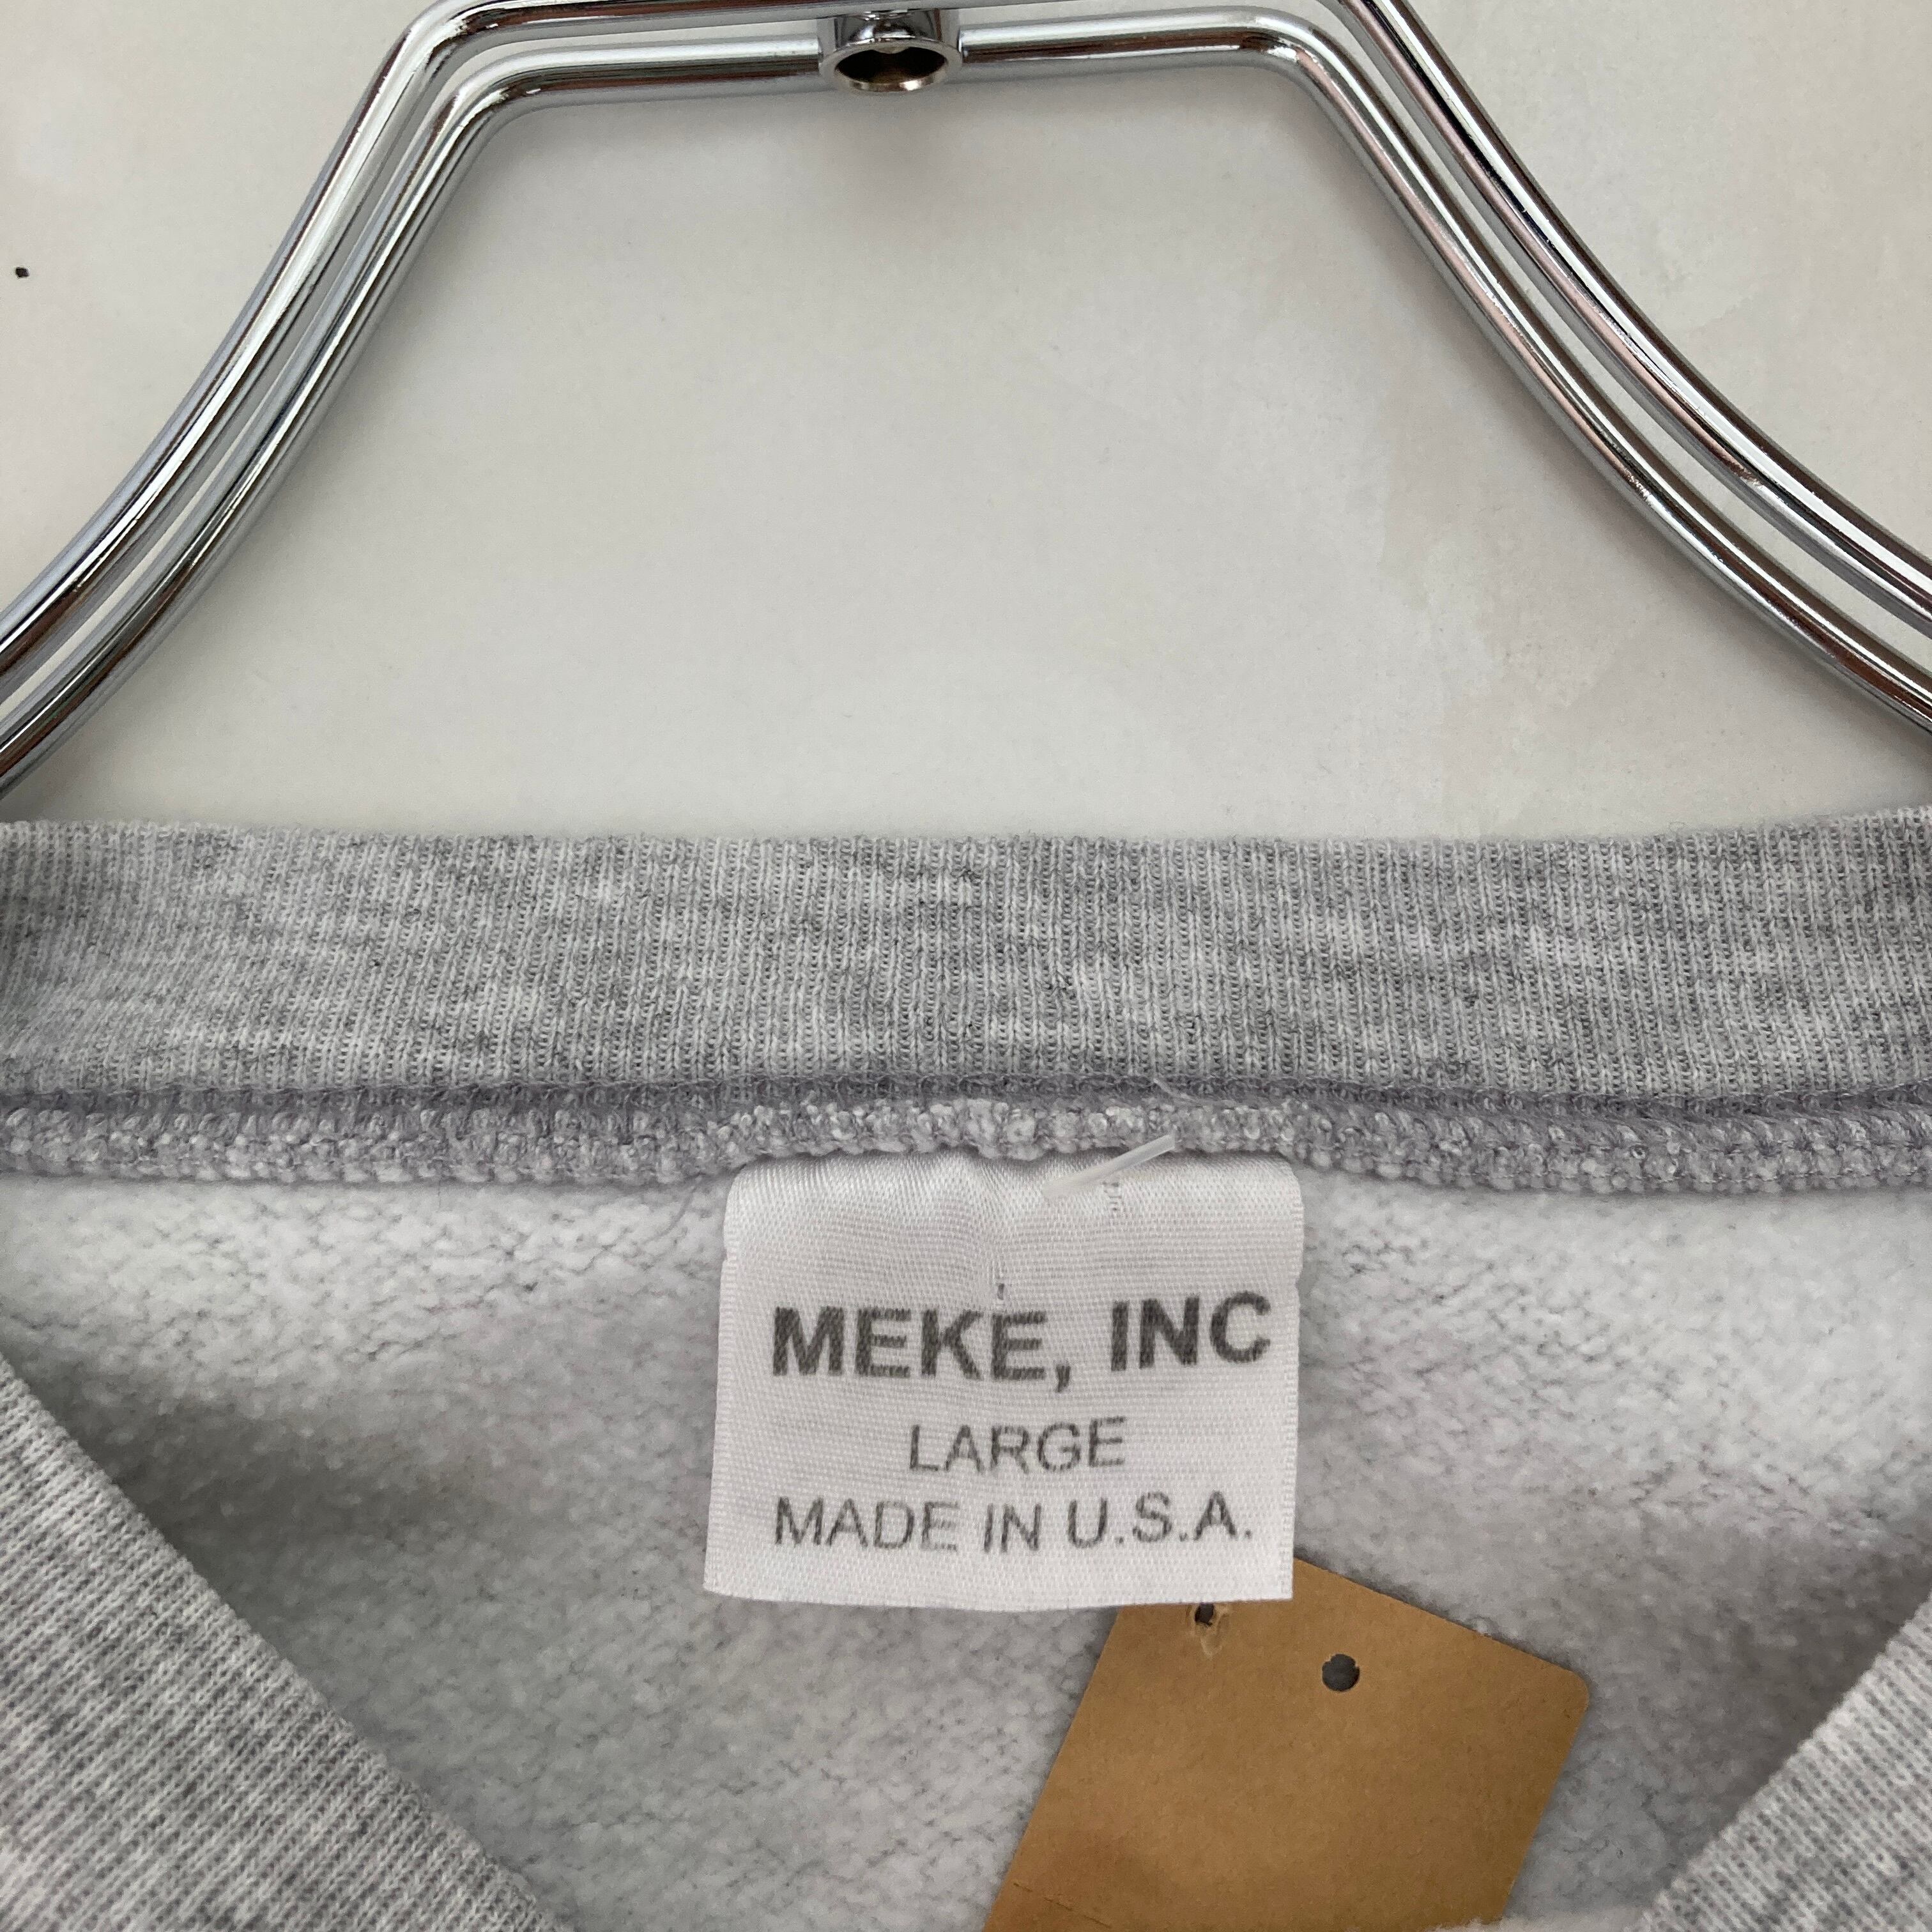 MEKE, INC
LARGE
MADE IN U.S.A.